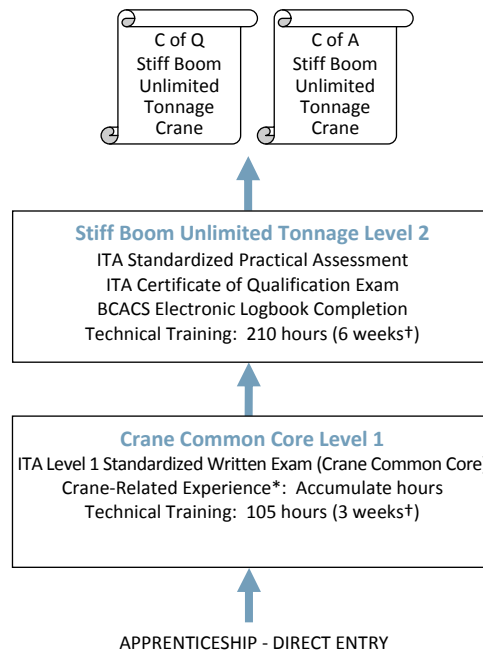 C of Q
Stiff Boom
Unlimited
Tonnage
Crane
C of A
Stiff Boom
Unlimited
Tonnage
Crane
Stiff Boom Unlimited Tonnage Level 2
ITA Standardized Practical Assessment
ITA Certificate of Qualification Exam
BCACS Electronic Logbook Completion
Technical Training: 210 hours (6 weeks†)
Crane Common Core Level 1
ITA Level 1 Standardized Written Exam (Crane Common Core)
Crane-Related Experience*: Accumulate hours
Technical Training: 105 hours (3 weeks†)
APPRENTICESHIP - DIRECT ENTRY